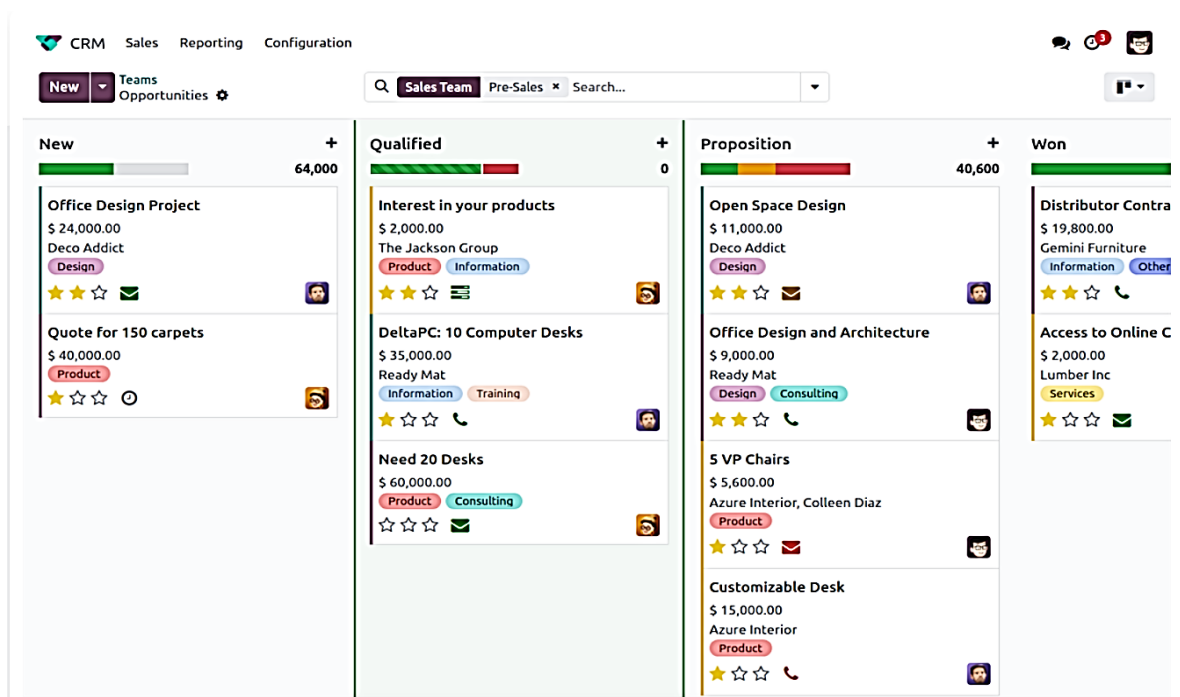 CRM Sales Reporting Configuration
3
New
Teams
Opportunities
Sales Team Pre-Sales × Search...
New +
64,000
Office Design Project
$ 24,000.00
Deco Addict
Design
Quote for 150 carpets
$ 40,000.00
Product
Qualified +
0
Interest in your products
$ 2,000.00
The Jackson Group
Product Information
DeltaPC: 10 Computer Desks
$ 35,000.00
Ready Mat
Information Training
Need 20 Desks
$ 60,000.00
Product Consulting
Proposition +
40,600
Open Space Design
$ 11,000.00
Deco Addict
Design
Office Design and Architecture
$ 9,000.00
Ready Mat
Design Consulting
5 VP Chairs
$ 5,600.00
Azure Interior, Colleen Diaz
Product
Customizable Desk
$ 15,000.00
Azure Interior
Product
Won
Distributor Contra
$ 19,800.00
Gemini Furniture
Information Other
Access to Online C
$ 2,000.00
Lumber Inc
Services